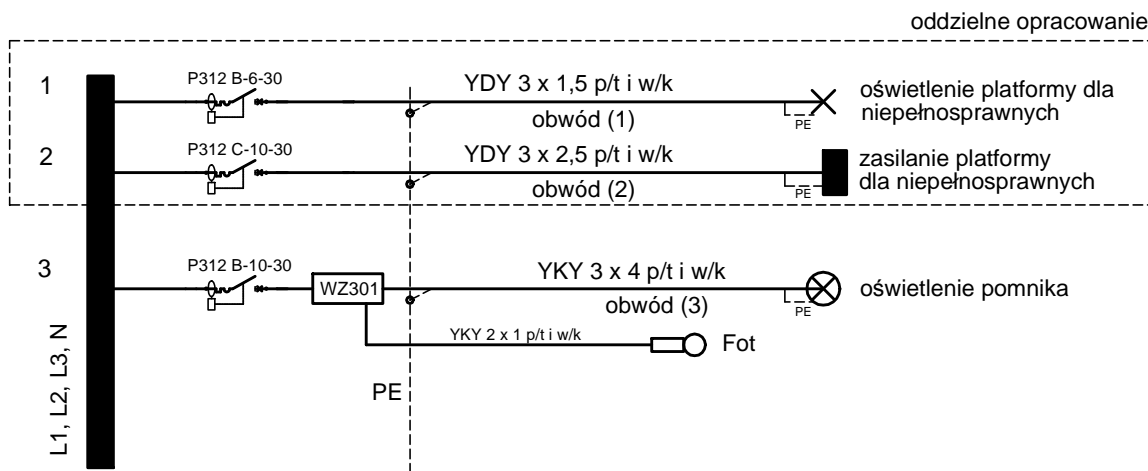 oddzielne opracowanie
1
P312 B-6-30
YDY 3 x 1,5 p/t i w/k
obwód (1)
PE
oświetlenie platformy dla
niepełnosprawnych
2
P312 C-10-30
YDY 3 x 2,5 p/t i w/k
obwód (2)
PE
zasilanie platformy
dla niepełnosprawnych
3
P312 B-10-30
WZ301
YKY 3 x 4 p/t i w/k
obwód (3)
PE
oświetlenie pomnika
YKY 2 x 1 p/t i w/k
Fot
PE
L1, L2, L3, N